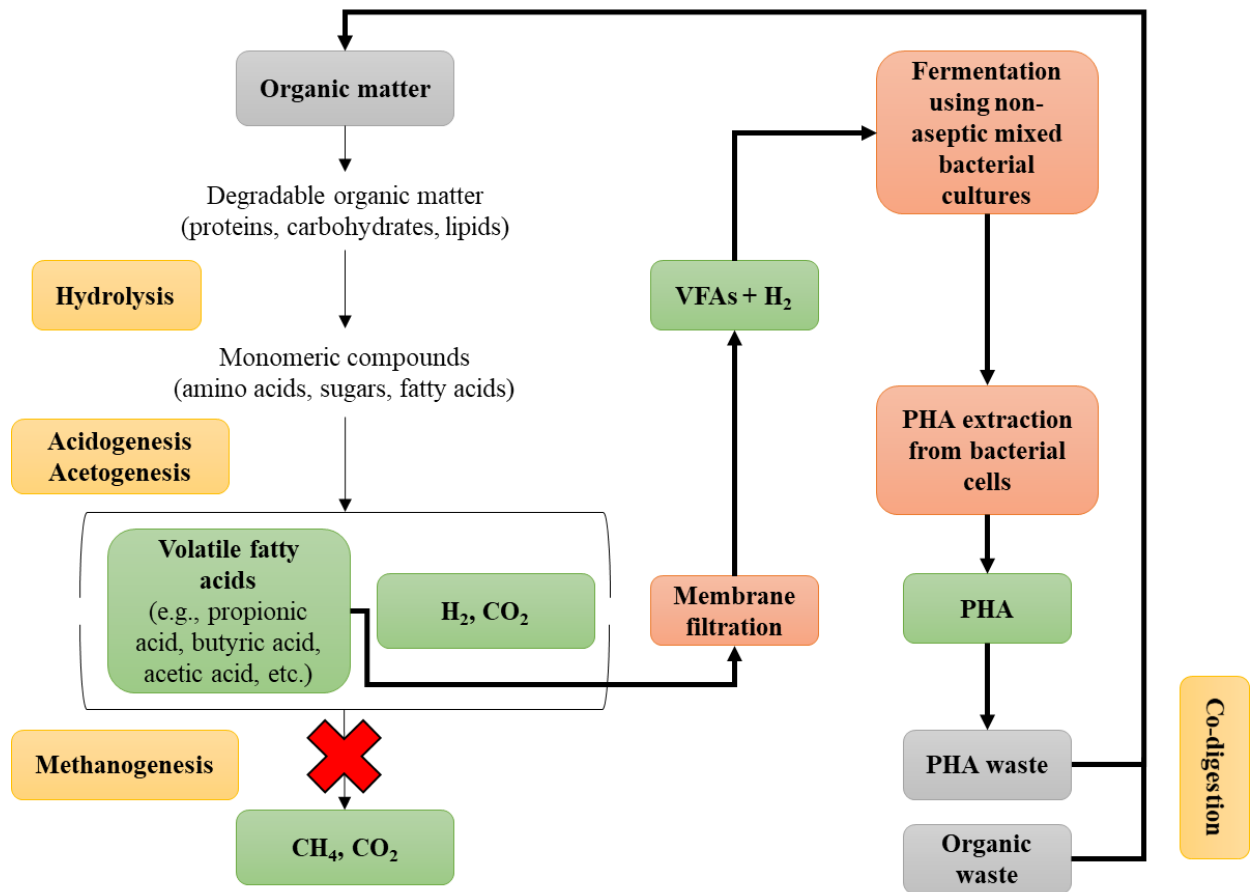 Organic matter
Degradable organic matter
(proteins, carbohydrates, lipids)
Hydrolysis
Monomeric compounds
(amino acids, sugars, fatty acids)
Acidogenesis
Acetogenesis
Volatile fatty
acids
(e.g., propionic
acid, butyric acid,
acetic acid, etc.)
H₂, CO₂
Methanogenesis
CH₄, CO₂
Membrane
filtration
VFAs + H₂
Fermentation
using non-
aseptic mixed
bacterial
cultures
PHA extraction
from bacterial
cells
PHA
PHA waste
Organic
waste
Co-digestion